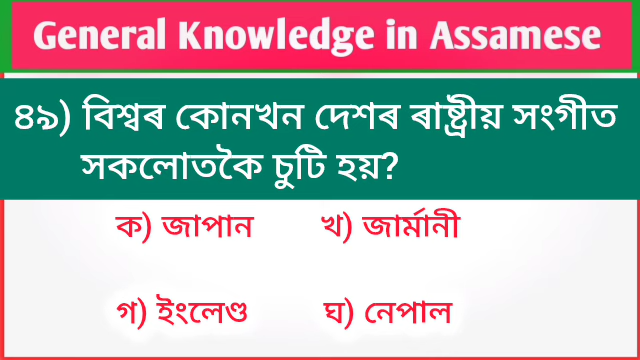 General Knowledge in Assamese
৪৯) বিশ্বৰ কোনখন দেশৰ ৰাষ্ট্ৰীয় সংগীত
সকলোতকৈ চুটি হয়?
ক) জাপান খ) জাৰ্মানী
গ) ইংলেণ্ড ঘ) নেপাল